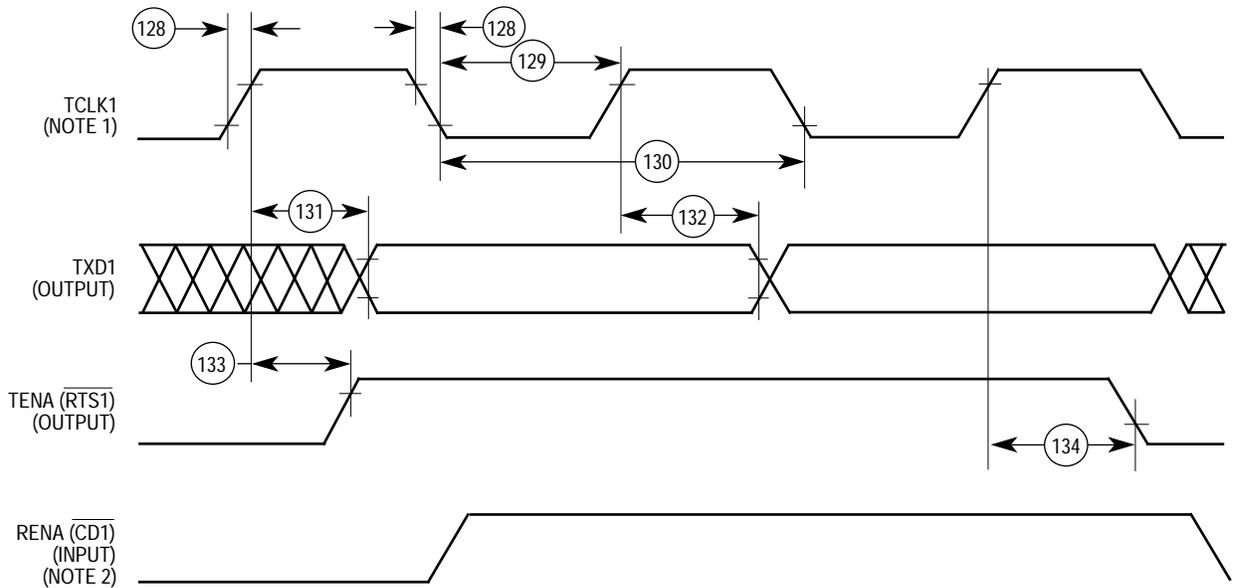 128
128
129
TCLK1
(NOTE 1)
130
131
132
TXD1
(OUTPUT)
133
TENA (RTS1)
(OUTPUT)
134
RENA (CD1)
(INPUT)
(NOTE 2)